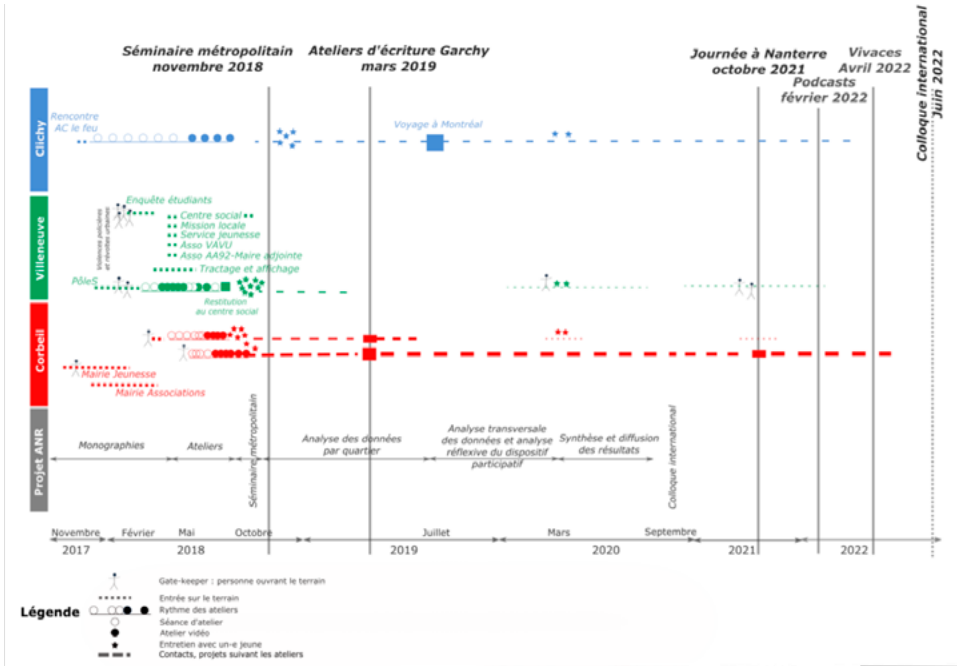 Séminaire métropolitain
novembre 2018
Ateliers d'écriture Garchy
mars 2019
Journée à Nanterre
octobre 2021
Vivaces
Avril 2022
Podcasts
février 2022
Colloque international
Juin 2022
Clichy
Rencontre
AC le feu
Voyage à Montréal
Villeneuve
Violences policières
et révoltes urbaines
Enquête étudiants
Centre social
Mission locale
Service jeunesse
Asso VAVU
Asso AA92-Maire adjointe
Tractage et affichage
PôleS
Restitution
au centre social
Corbeil
Mairie Jeunesse
Mairie Associations
Projet ANR
Monographies
Ateliers
Séminaire métropolitain
Analyse des données
par quartier
Analyse transversale
des données et analyse
réflexive du dispositif
participatif
Synthèse et diffusion
des résultats
Colloque international
Novembre
Février
Mai
Octobre
Juillet
Mars
Septembre
2017
2018
2019
2020
2021
2022
Légende
Gate-keeper : personne ouvrant le terrain
Entrée sur le terrain
Rythme des ateliers
Séance d'atelier
Atelier vidéo
Entretien avec un-e jeune
Contacts, projets suivant les ateliers